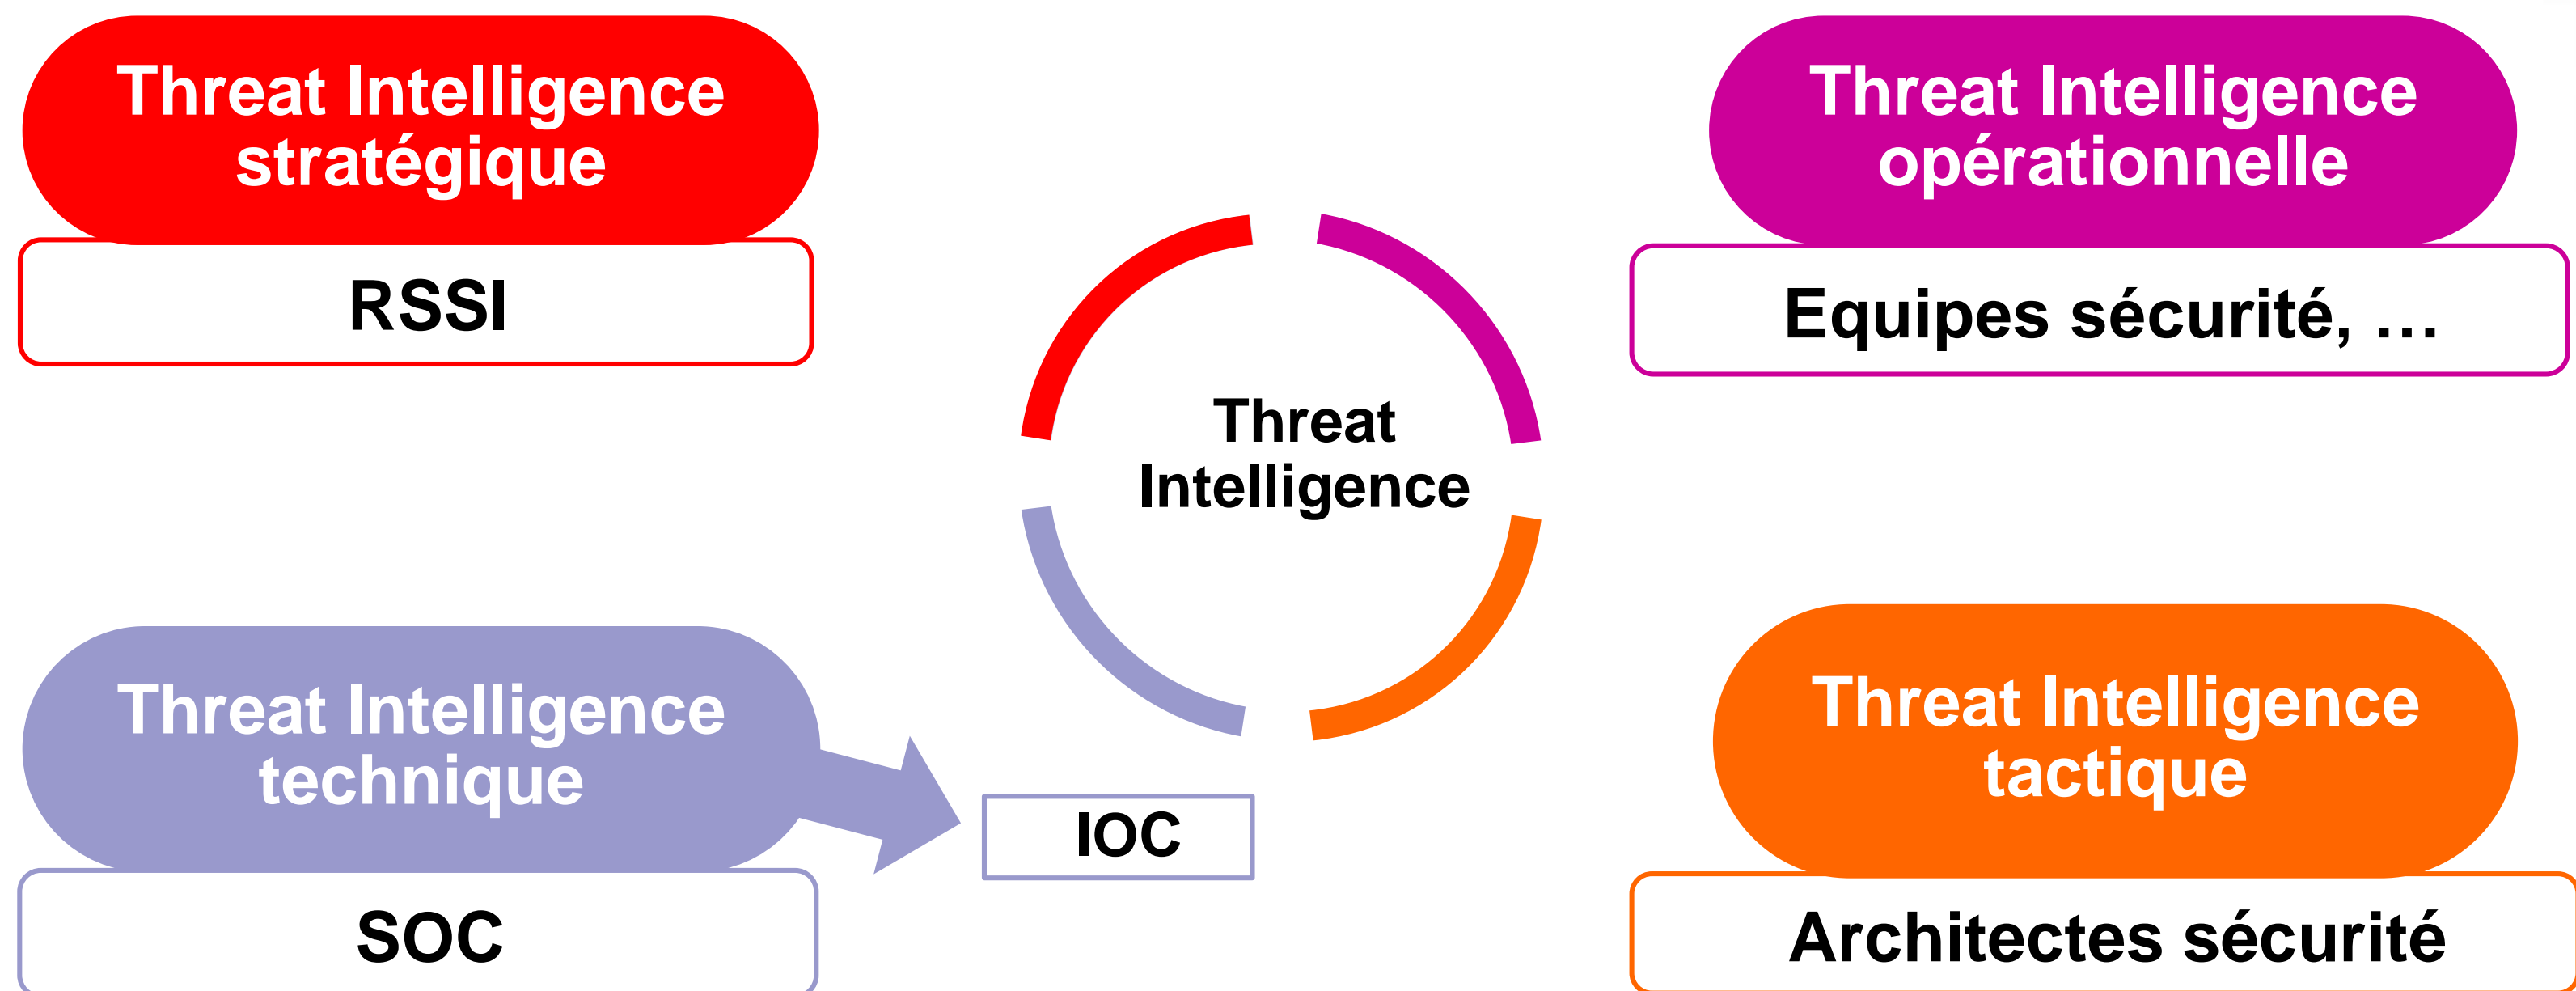 Threat Intelligence
stratégique
RSSI
Threat Intelligence
opérationnelle
Equipes sécurité, …
Threat
Intelligence
Threat Intelligence
technique
SOC
IOC
Threat Intelligence
tactique
Architectes sécurité